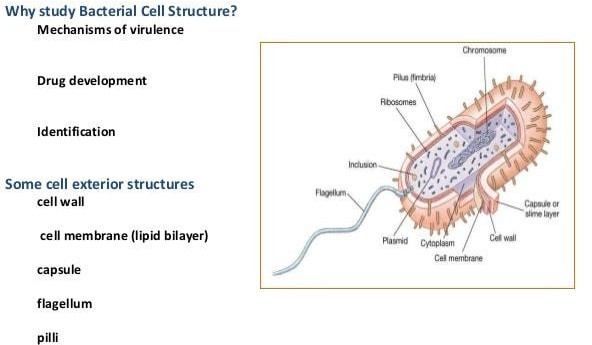 Why study Bacterial Cell Structure?
Mechanisms of virulence
Drug development
Identification
Some cell exterior structures
cell wall
cell membrane (lipid bilayer)
capsule
flagellum
pilli
Chromosome
Pilus (fimbria)
Ribosomes
Inclusion
Flagellum
Capsule or
slime layer
Cell wall
Plasmid
Cytoplasm
Cell membrane